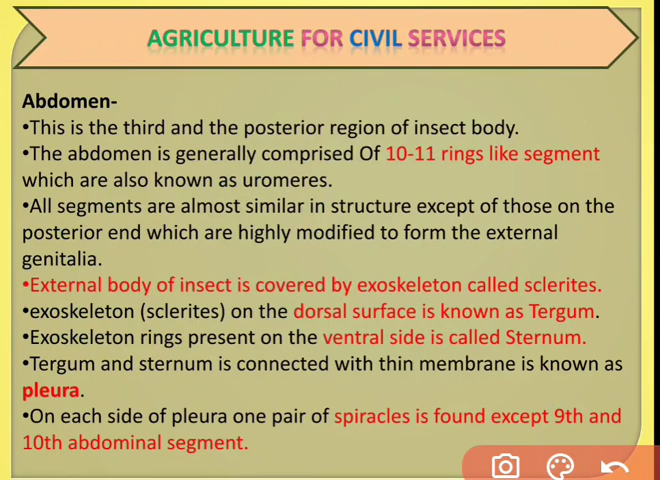 AGRICULTURE FOR CIVIL SERVICES
Abdomen-
•This is the third and the posterior region of insect body.
•The abdomen is generally comprised Of 10-11 rings like segment
which are also known as uromeres.
•All segments are almost similar in structure except of those on the
posterior end which are highly modified to form the external
genitalia.
•External body of insect is covered by exoskeleton called sclerites.
•exoskeleton (sclerites) on the dorsal surface is known as Tergum.
•Exoskeleton rings present on the ventral side is called Sternum.
•Tergum and sternum is connected with thin membrane is known as
pleura.
•On each side of pleura one pair of spiracles is found except 9th and
10th abdominal segment.